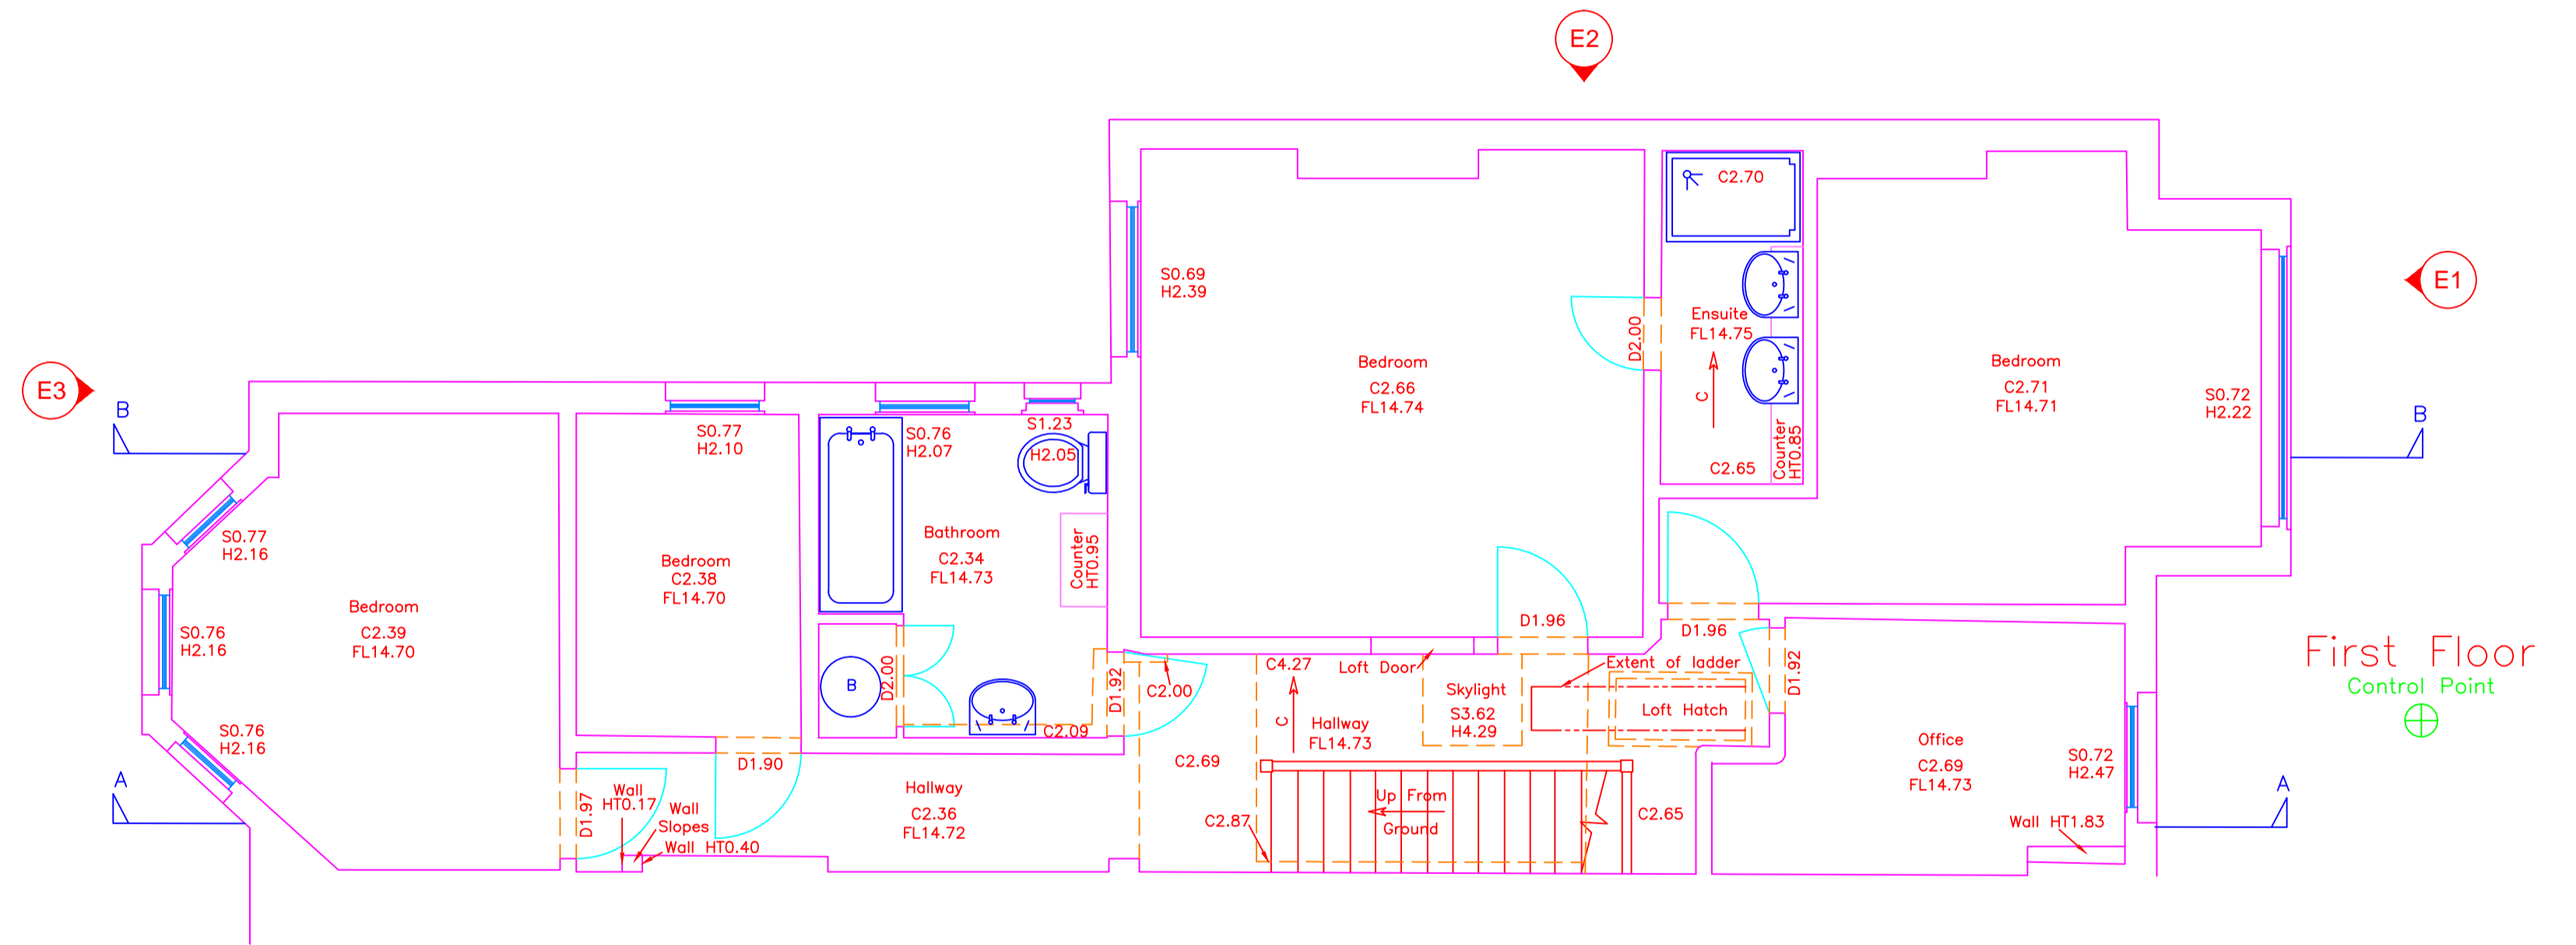 E2
E1
E3
B
B
A
A
C2.70
S0.69
H2.39
Ensuite
FL14.75
C
D2.00
Counter
HT0.85
C2.65
Bedroom
C2.66
FL14.74
Bedroom
C2.71
FL14.71
S0.72
H2.22
S0.77
H2.10
S0.76
H2.07
S1.23
H2.05
S0.77
H2.16
S0.76
H2.16
S0.76
H2.16
Bedroom
C2.39
FL14.70
Bedroom
C2.38
FL14.70
Bathroom
C2.34
FL14.73
Counter
HT0.95
B
D2.00
C2.09
D1.92
C2.00
D1.90
D1.97
Wall
HT0.17
Wall
Slopes
Wall HT0.40
Hallway
C2.36
FL14.72
C2.69
C2.87
C4.27
C
Hallway
FL14.73
Loft Door
Skylight
S3.62
H4.29
D1.96
D1.96
Extent of ladder
Loft Hatch
D1.92
Up From
Ground
C2.65
Office
C2.69
FL14.73
S0.72
H2.47
Wall HT1.83
First Floor
Control Point